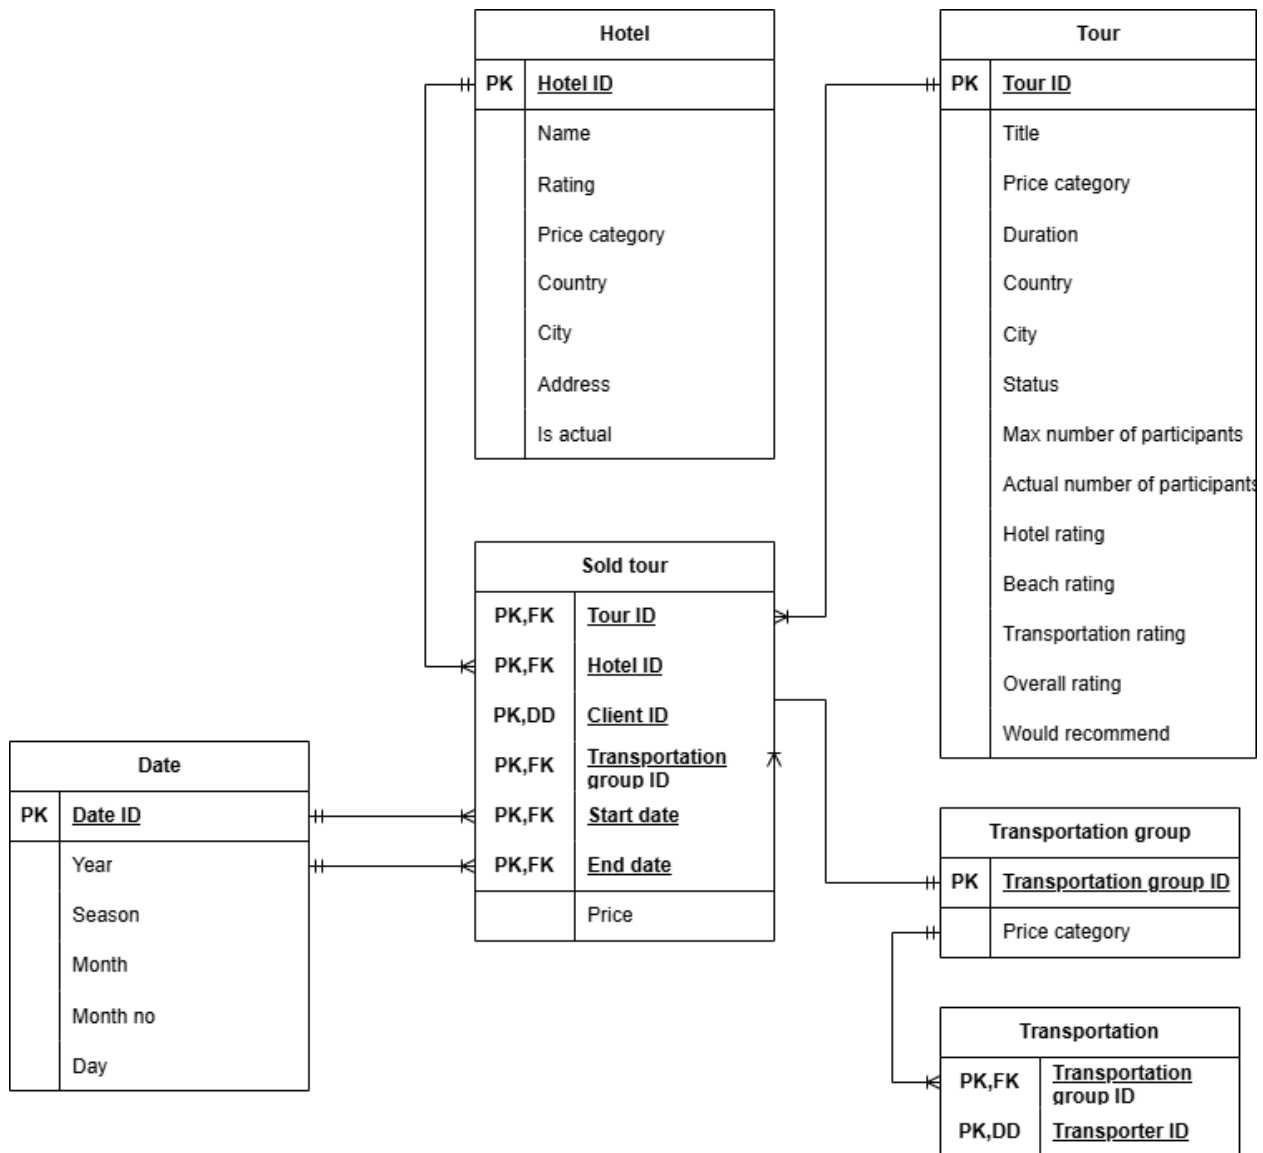 Hotel
PK Hotel ID
Name
Rating
Price category
Country
City
Address
Is actual
Tour
PK Tour ID
Title
Price category
Duration
Country
City
Status
Max number of participants
Actual number of participants
Hotel rating
Beach rating
Transportation rating
Overall rating
Would recommend
Sold tour
PK,FK Tour ID
PK,FK Hotel ID
PK,DD Client ID
PK,FK Transportation
group ID
PK,FK Start date
PK,FK End date
Price
Date
PK Date ID
Year
Season
Month
Month no
Day
Transportation group
PK Transportation group ID
Price category
Transportation
PK,FK Transportation
group ID
PK,DD Transporter ID